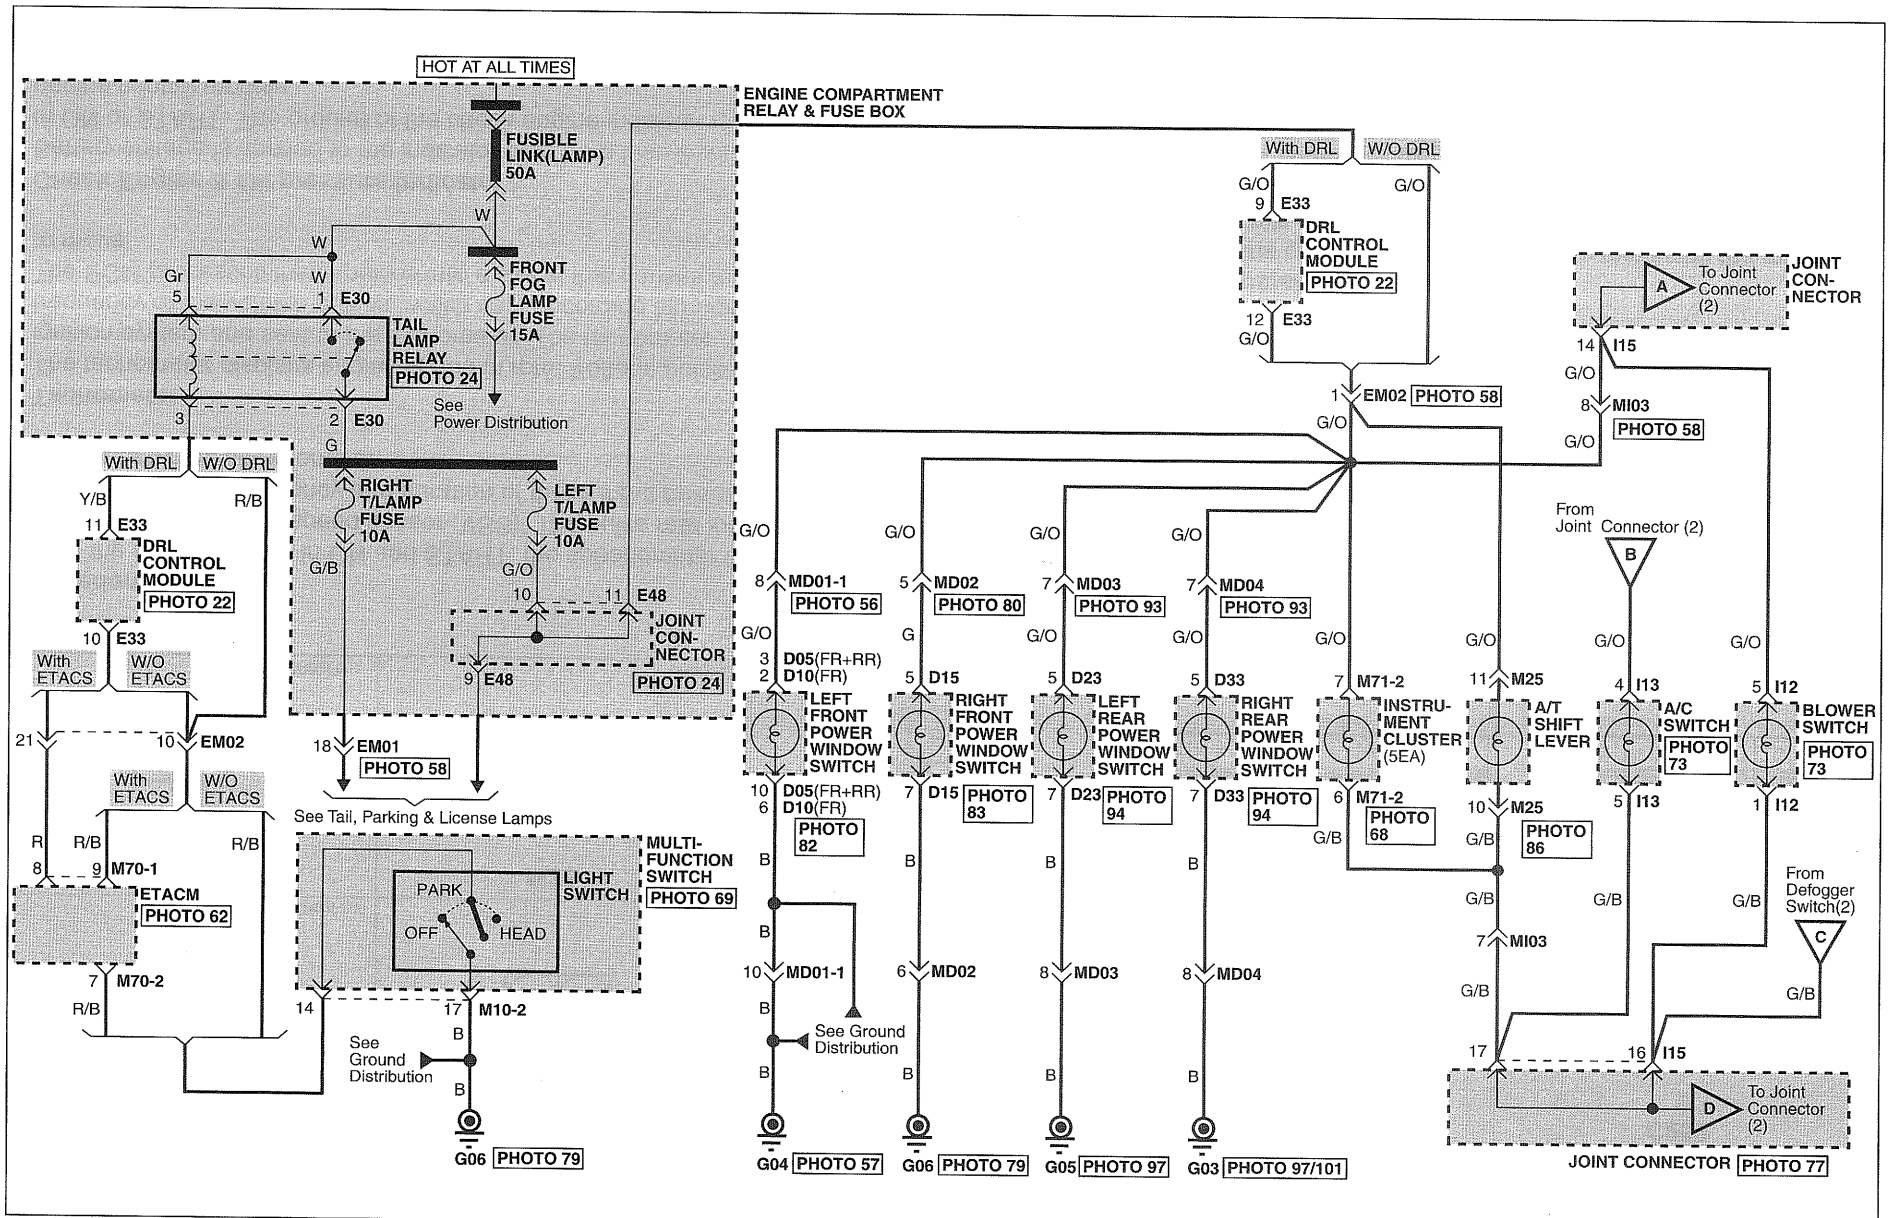 HOT AT ALL TIMES
ENGINE COMPARTMENT
RELAY & FUSE BOX
FUSIBLE
LINK(LAMP)
50A
W
W
W
Gr
5
1
E30
FRONT
FOG
LAMP
FUSE
15A
TAIL
LAMP
RELAY
PHOTO 24
See
Power Distribution
3
2
E30
G
RIGHT
T/LAMP
FUSE
10A
LEFT
T/LAMP
FUSE
10A
G/B
G/O
10
11
E48
JOINT
CON-
NECTOR
PHOTO 24
9
E48
With DRL
W/O DRL
Y/B
R/B
11
E33
DRL
CONTROL
MODULE
PHOTO 22
10
E33
With
ETACS
W/O
ETACS
21
10
EM02
With
ETACS
W/O
ETACS
R
R/B
R/B
8
9
M70-1
ETACM
PHOTO 62
7
M70-2
R/B
18
EM01
PHOTO 58
See Tail, Parking & License Lamps
MULTI-
FUNCTION
SWITCH
PHOTO 69
LIGHT
SWITCH
PARK
OFF
HEAD
14
17
M10-2
B
See
Ground
Distribution
B
G06
PHOTO 79
With DRL
W/O DRL
G/O
G/O
9
E33
DRL
CONTROL
MODULE
PHOTO 22
12
E33
G/O
1
EM02
PHOTO 58
G/O
JOINT
CON-
NECTOR
A
To Joint
Connector
(2)
14
I15
G/O
8
MI03
PHOTO 58
G/O
G/O
8
MD01-1
PHOTO 56
G/O
3
D05(FR+RR)
2
D10(FR)
LEFT
FRONT
POWER
WINDOW
SWITCH
10
D05(FR+RR)
6
D10(FR)
PHOTO
82
B
B
10
MD01-1
B
See Ground
Distribution
B
G04
PHOTO 57
G/O
5
MD02
PHOTO 80
G
5
D15
RIGHT
FRONT
POWER
WINDOW
SWITCH
7
D15
PHOTO
83
B
6
MD02
B
G06
PHOTO 79
G/O
7
MD03
PHOTO 93
G/O
5
D23
LEFT
REAR
POWER
WINDOW
SWITCH
7
D23
PHOTO
94
B
8
MD03
B
G05
PHOTO 97
G/O
7
MD04
PHOTO 93
G/O
5
D33
RIGHT
REAR
POWER
WINDOW
SWITCH
7
D33
PHOTO
94
B
8
MD04
B
G03
PHOTO 97/101
G/O
7
M71-2
INSTRU-
MENT
CLUSTER
(5EA)
6
M71-2
PHOTO
68
G/B
G/O
11
M25
A/T
SHIFT
LEVER
10
M25
PHOTO
86
G/B
G/B
7
MI03
G/B
From
Joint Connector (2)
B
G/O
4
I13
A/C
SWITCH
PHOTO
73
5
I13
G/B
G/O
5
I12
BLOWER
SWITCH
PHOTO
73
1
I12
G/B
From
Defogger
Switch(2)
C
G/B
17
16
I15
D
To Joint
Connector
(2)
JOINT CONNECTOR
PHOTO 77